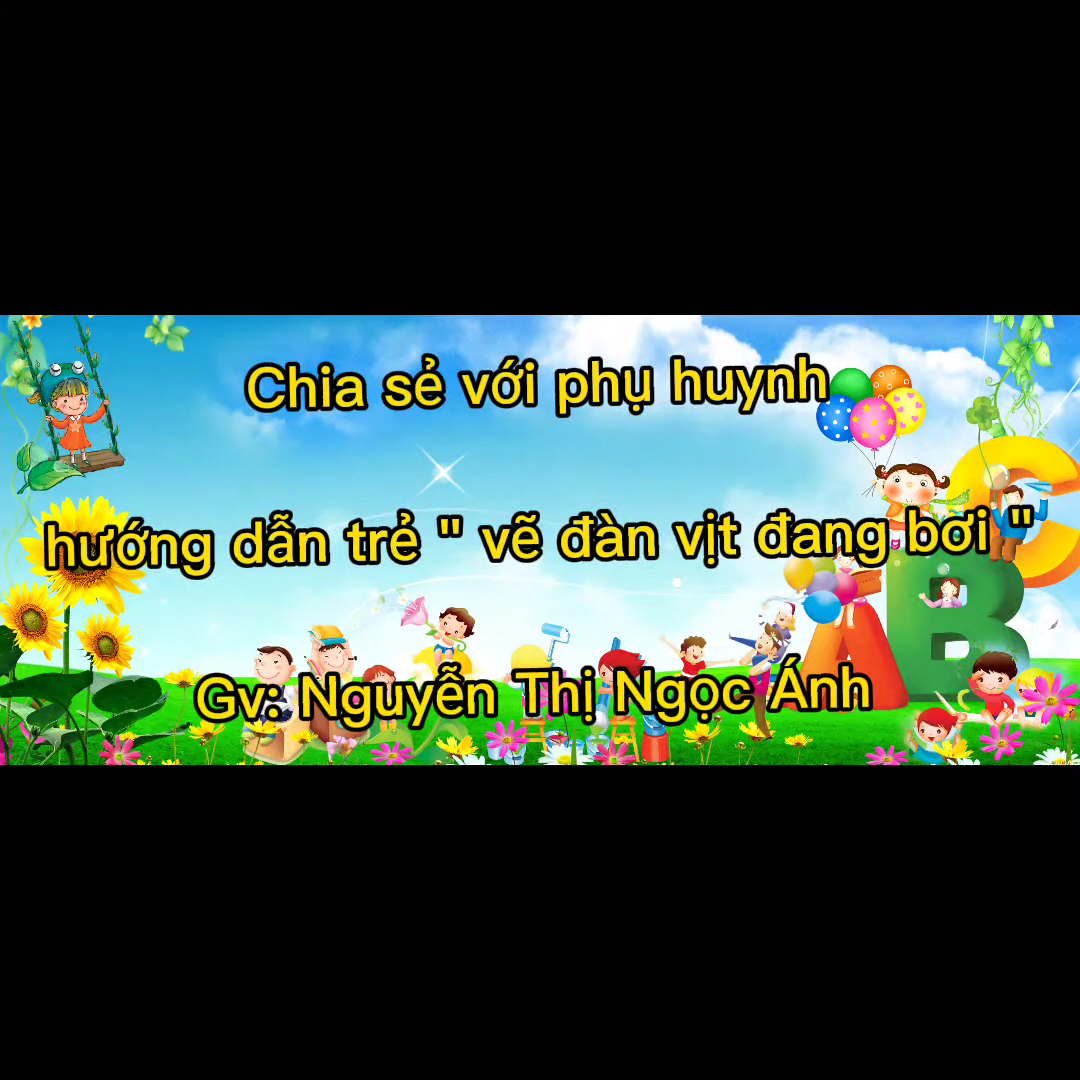 Chia sẻ với phụ huynh
hướng dẫn trẻ " vẽ đàn vịt đang bơi "
Gv: Nguyễn Thị Ngọc Ánh
A B C